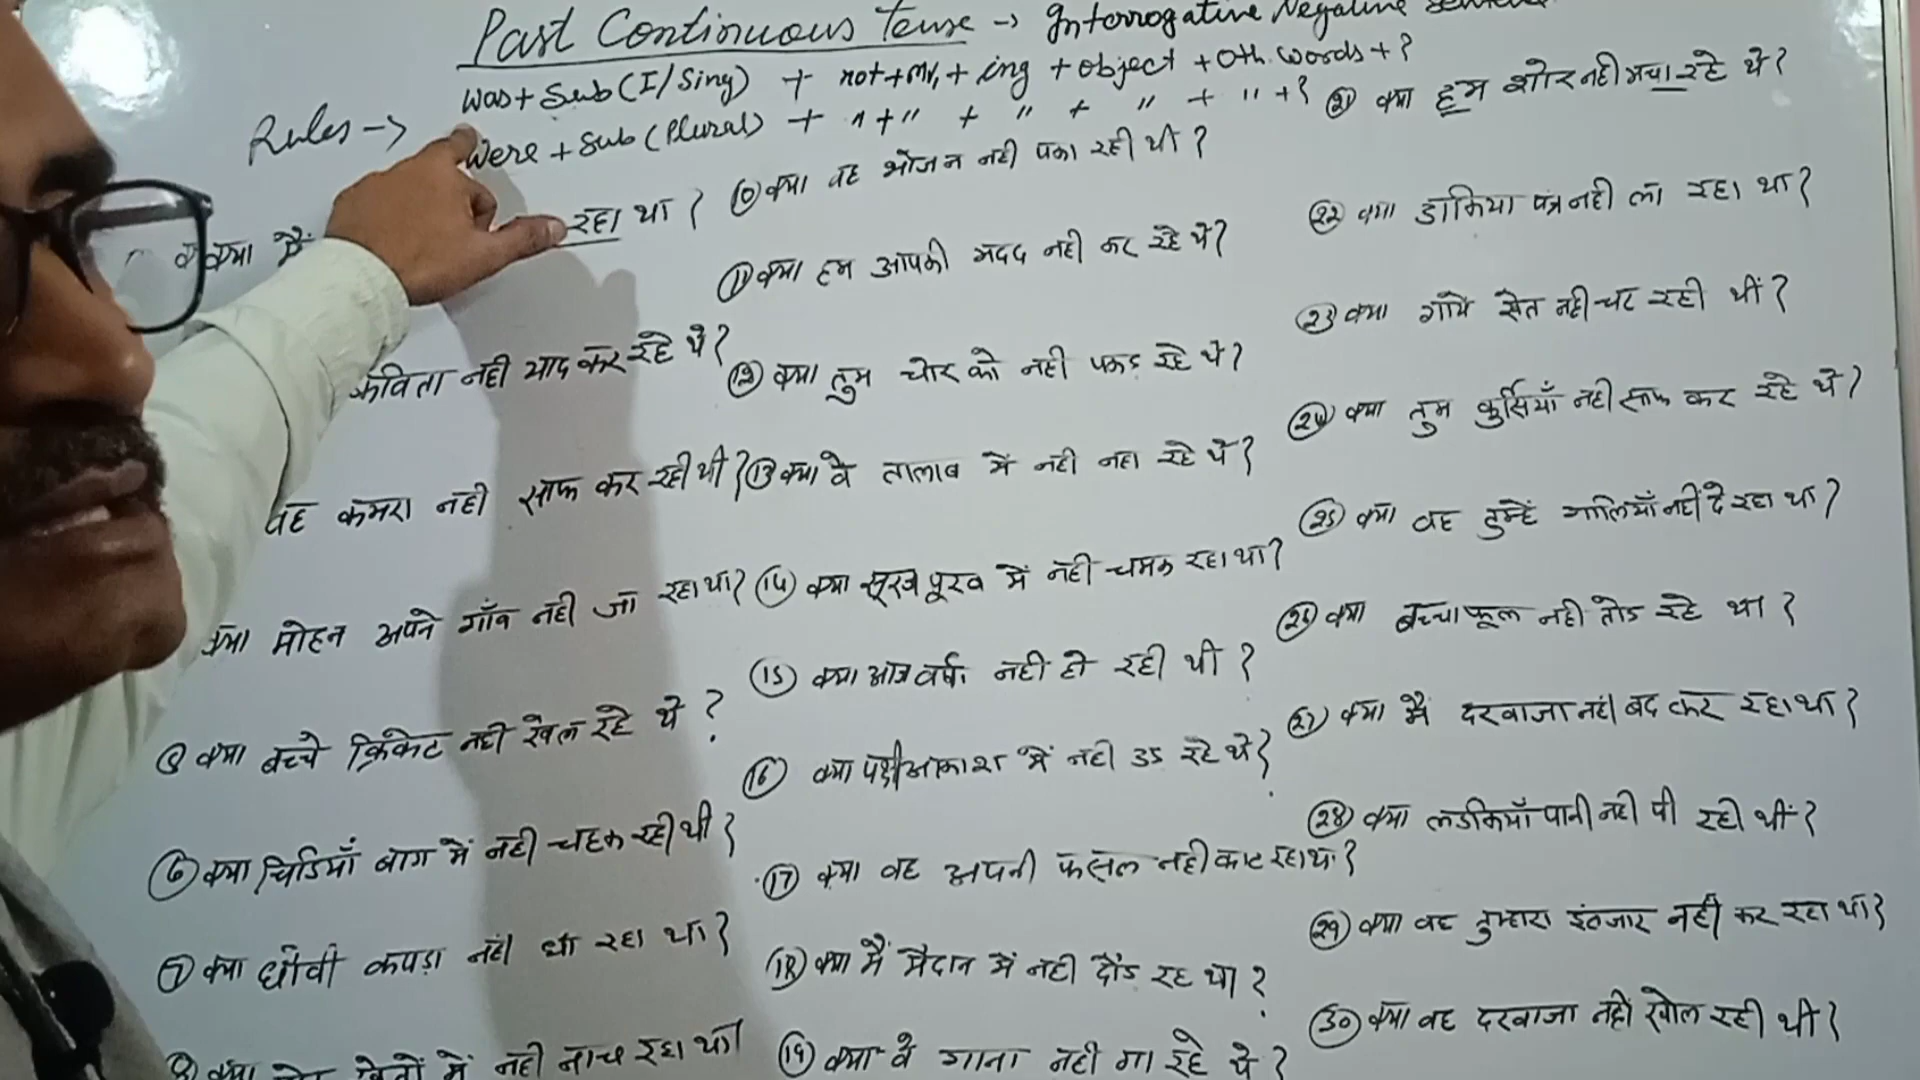 Past Continuous Tense → Interrogative Negative
Rules → Was + Sub (I/Sing) + not + Mv1 + ing + object + Oth. words + ?
Were + Sub (Plural) + " + " + " + " + " + ?
क्या मैं रहा था ?
कविता नही याद कर रहे थे ?
वह कमरा नही साफ कर रही थी ?
क्या मोहन अपने गाँव नही जा रहा था ?
⑤ क्या बच्चे क्रिकेट नही खेल रहे थे ?
⑥ क्या चिडियाँ बाग में नही चहक रही थी ?
⑦ क्या धोवी कपड़ा नही धो रहा था ?
⑧ क्या खेतों में नही नाच रहा था
⑩ क्या वह भोजन नही पका रही थी ?
⑪ क्या हम आपकी मदद नही कर रहे थे ?
⑫ क्या तुम चोर को नही पकड रहे थे ?
⑬ क्या वे तालाब में नही नहा रहे थे ?
⑭ क्या सूरज पूरव में नही चमक रहा था ?
⑮ क्या आज वर्षा नही हो रही थी ?
⑯ क्या पक्षी आकाश में नही उड रहे थे ?
⑰ क्या वह अपनी फसल नही काट रहा था ?
⑱ क्या मैं मैदान में नही दौड रहा था ?
⑲ क्या वे गाना नही गा रहे थे ?
㉑ क्या हम शोर नही मचा रहे थे ?
㉒ क्या डाकिया पत्र नही ला रहा था ?
㉓ क्या गाये खेत नही चर रही थीं ?
㉔ क्या तुम कुर्सियाँ नही साफ कर रहे थे ?
㉕ क्या वह तुम्हें गालियाँ नही दे रहा था ?
㉖ क्या बच्चा फूल नही तोड रहे था ?
㉗ क्या मैं दरवाजा नही बंद कर रहा था ?
㉘ क्या लडकियाँ पानी नही पी रही थीं ?
㉙ क्या वह तुम्हारा इंतजार नही कर रहा था ?
㉚ क्या वह दरवाजा नही खोल रही थी ?